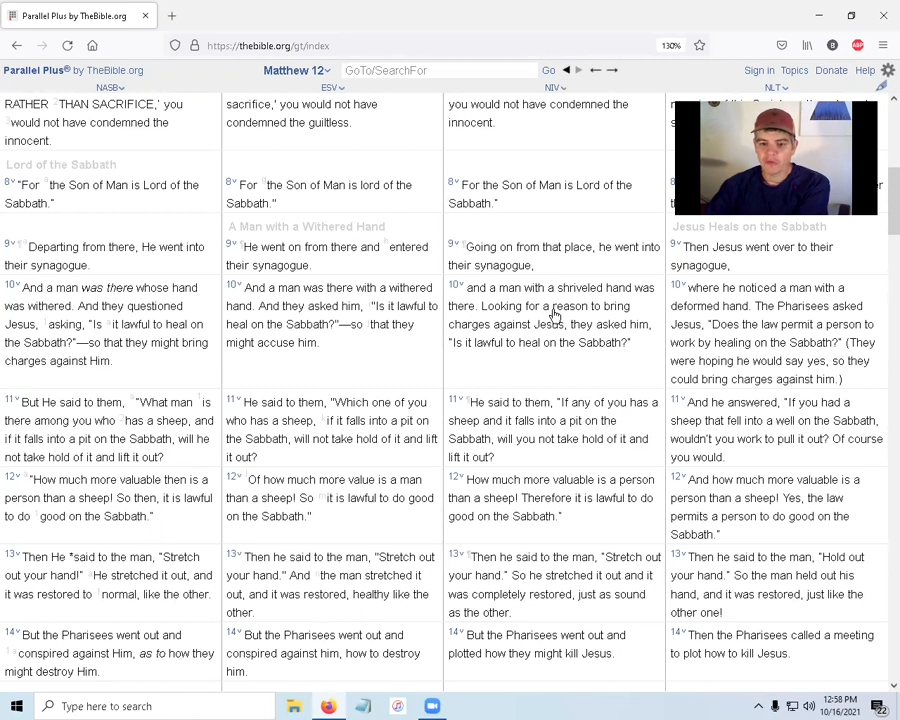 Parallel Plus by TheBible.org
https://thebible.org/gt/index
130%
Parallel Plus® by TheBible.org
Matthew 12
GoTo/SearchFor
Go
Sign in Topics Donate Help
NASB
ESV
NIV
NLT
RATHER 2THAN SACRIFICE,' you
would not have condemned the
innocent.
sacrifice,' you would not have
condemned the guiltless.
you would not have condemned the
innocent.
Lord of the Sabbath
8v "For the Son of Man is Lord of the
Sabbath."
8v For the Son of Man is lord of the
Sabbath."
8v For the Son of Man is Lord of the
Sabbath."
A Man with a Withered Hand
Jesus Heals on the Sabbath
9v ¶Departing from there, He went into
their synagogue.
9v ¶He went on from there and entered
their synagogue.
9v ¶Going on from that place, he went into
their synagogue,
9v Then Jesus went over to their
synagogue,
10v And a man was there whose hand
was withered. And they questioned
Jesus, asking, "Is it lawful to heal on
the Sabbath?"—so that they might bring
charges against Him.
10v And a man was there with a withered
hand. And they asked him, "Is it lawful to
heal on the Sabbath?"—so that they
might accuse him.
10v and a man with a shriveled hand was
there. Looking for a reason to bring
charges against Jesus, they asked him,
"Is it lawful to heal on the Sabbath?"
10v where he noticed a man with a
deformed hand. The Pharisees asked
Jesus, "Does the law permit a person to
work by healing on the Sabbath?" (They
were hoping he would say yes, so they
could bring charges against him.)
11v But He said to them, "What man is
there among you who has a sheep, and
if it falls into a pit on the Sabbath, will he
not take hold of it and lift it out?
11v He said to them, "Which one of you
who has a sheep, if it falls into a pit on
the Sabbath, will not take hold of it and lift
it out?
11v ¶He said to them, "If any of you has a
sheep and it falls into a pit on the
Sabbath, will you not take hold of it and
lift it out?
11v And he answered, "If you had a
sheep that fell into a well on the Sabbath,
wouldn't you work to pull it out? Of course
you would.
12v "How much more valuable then is a
person than a sheep! So then, it is lawful
to do good on the Sabbath."
12v Of how much more value is a man
than a sheep! So it is lawful to do good
on the Sabbath."
12v How much more valuable is a person
than a sheep! Therefore it is lawful to do
good on the Sabbath."
12v And how much more valuable is a
person than a sheep! Yes, the law
permits a person to do good on the
Sabbath."
13v Then He *said to the man, "Stretch
out your hand!" He stretched it out, and
it was restored to normal, like the other.
13v Then he said to the man, "Stretch out
your hand." And the man stretched it
out, and it was restored, healthy like the
other.
13v ¶Then he said to the man, "Stretch out
your hand." So he stretched it out and it
was completely restored, just as sound
as the other.
13v Then he said to the man, "Hold out
your hand." So the man held out his
hand, and it was restored, just like the
other one!
14v But the Pharisees went out and
conspired against Him, as to how they
might destroy Him.
14v But the Pharisees went out and
conspired against him, how to destroy
him.
14v But the Pharisees went out and
plotted how they might kill Jesus.
14v Then the Pharisees called a meeting
to plot how to kill Jesus.
Type here to search
12:58 PM
10/16/2021
22